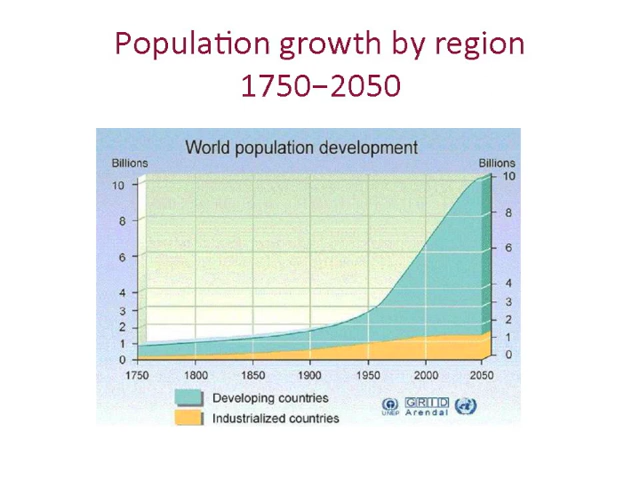 Population growth by region
1750–2050
World population development
Billions
Billions
10
10
8
8
6
6
4
4
3
3
2
2
1
1
0
0
1750 1800 1850 1900 1950 2000 2050
Developing countries
Industrialized countries
UNEP
GRID
Arendal